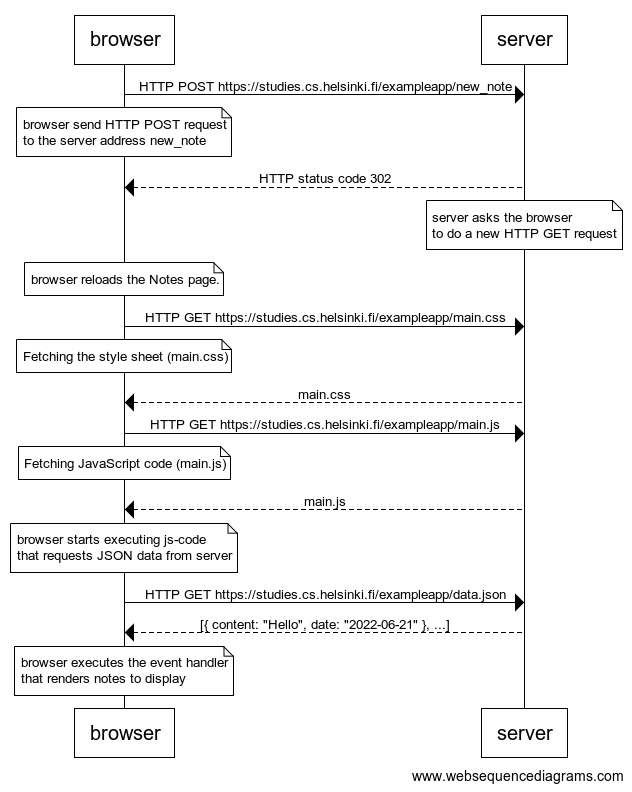 browser
server
HTTP POST https://studies.cs.helsinki.fi/exampleapp/new_note
browser send HTTP POST request
to the server address new_note
HTTP status code 302
server asks the browser
to do a new HTTP GET request
browser reloads the Notes page.
HTTP GET https://studies.cs.helsinki.fi/exampleapp/main.css
Fetching the style sheet (main.css)
main.css
HTTP GET https://studies.cs.helsinki.fi/exampleapp/main.js
Fetching JavaScript code (main.js)
main.js
browser starts executing js-code
that requests JSON data from server
HTTP GET https://studies.cs.helsinki.fi/exampleapp/data.json
[{ content: "Hello", date: "2022-06-21" }, ...]
browser executes the event handler
that renders notes to display
browser
server
www.websequencediagrams.com